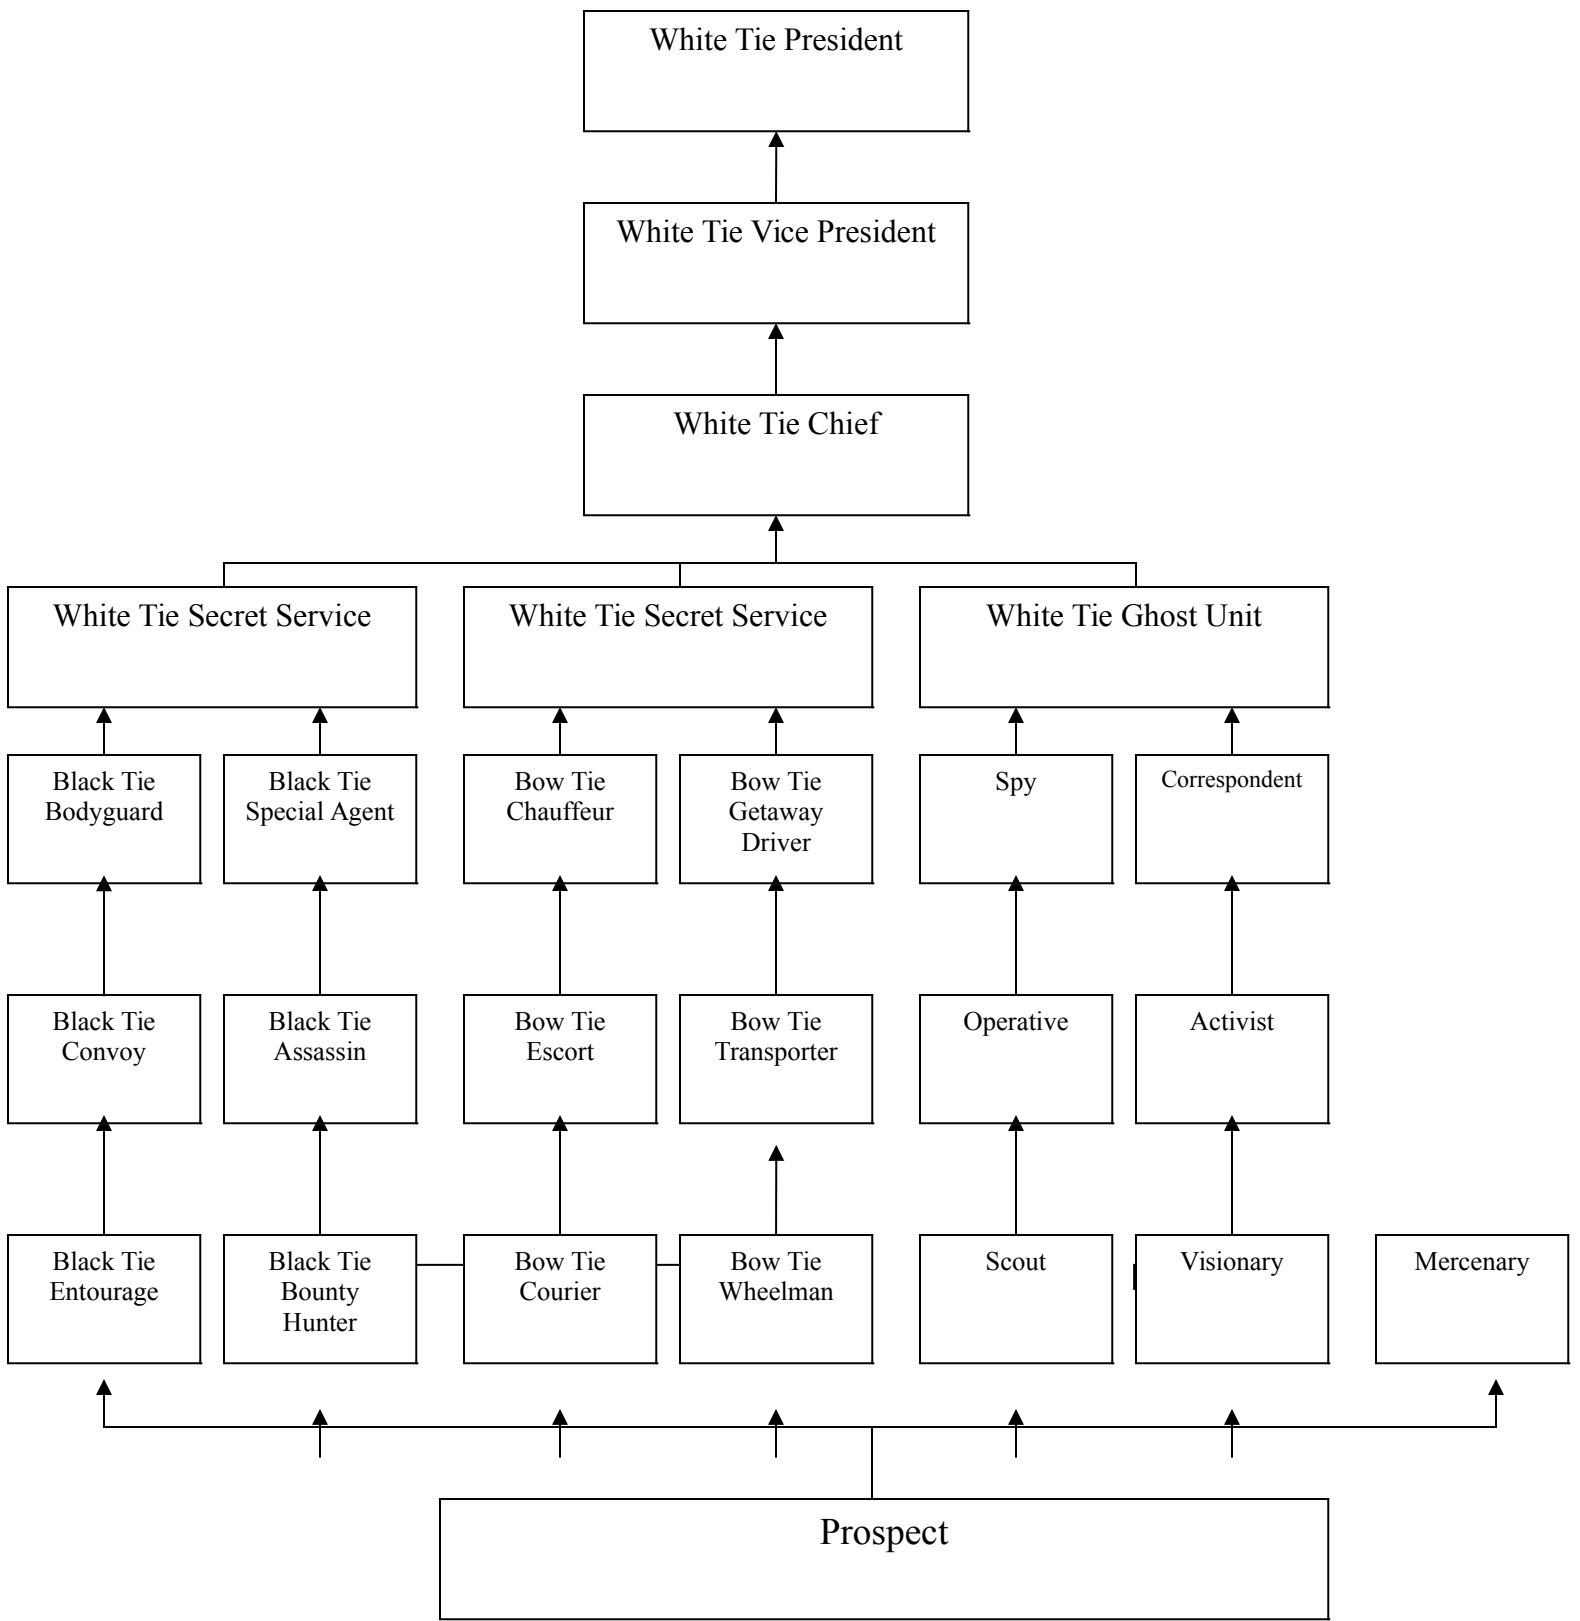 White Tie President
White Tie Vice President
White Tie Chief
White Tie Secret Service
White Tie Secret Service
White Tie Ghost Unit
Black Tie
Bodyguard
Black Tie
Special Agent
Bow Tie
Chauffeur
Bow Tie
Getaway
Driver
Spy
Correspondent
Black Tie
Convoy
Black Tie
Assassin
Bow Tie
Escort
Bow Tie
Transporter
Operative
Activist
Black Tie
Entourage
Black Tie
Bounty
Hunter
Bow Tie
Courier
Bow Tie
Wheelman
Scout
Visionary
Mercenary
Prospect